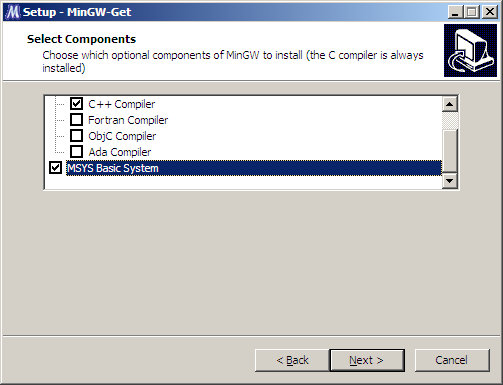 Setup - MinGW-Get
Select Components
Choose which optional components of MinGW to install (the C compiler is always
installed)
C++ Compiler
Fortran Compiler
ObjC Compiler
Ada Compiler
MSYS Basic System
< Back
Next >
Cancel